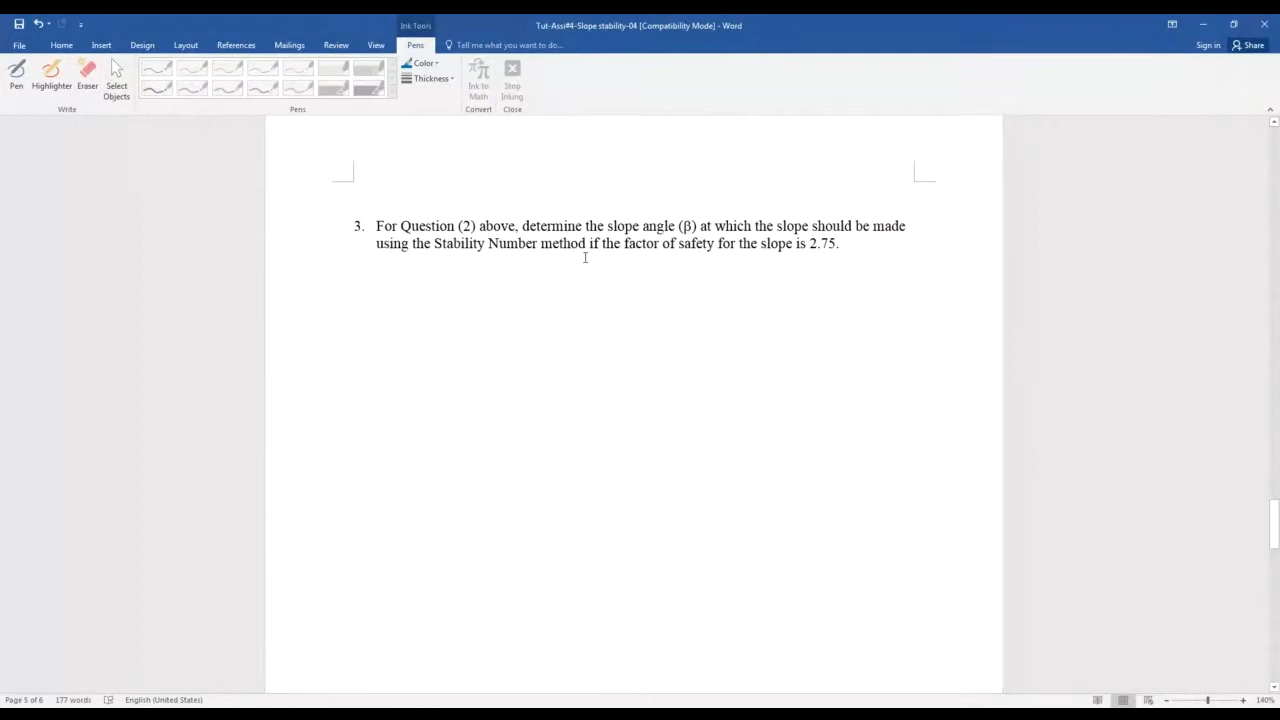 Ink Tools
Tut-Assi#4-Slope stability-04 [Compatibility Mode] - Word
File Home Insert Design Layout References Mailings Review View Pens Tell me what you want to do... Sign in Share
Pen Highlighter Eraser Select Objects
Color
Thickness
Ink to Math
Stop Inking
Write Pens Convert Close
3. For Question (2) above, determine the slope angle (β) at which the slope should be made
using the Stability Number method if the factor of safety for the slope is 2.75.
Page 5 of 6 177 words English (United States) 140%